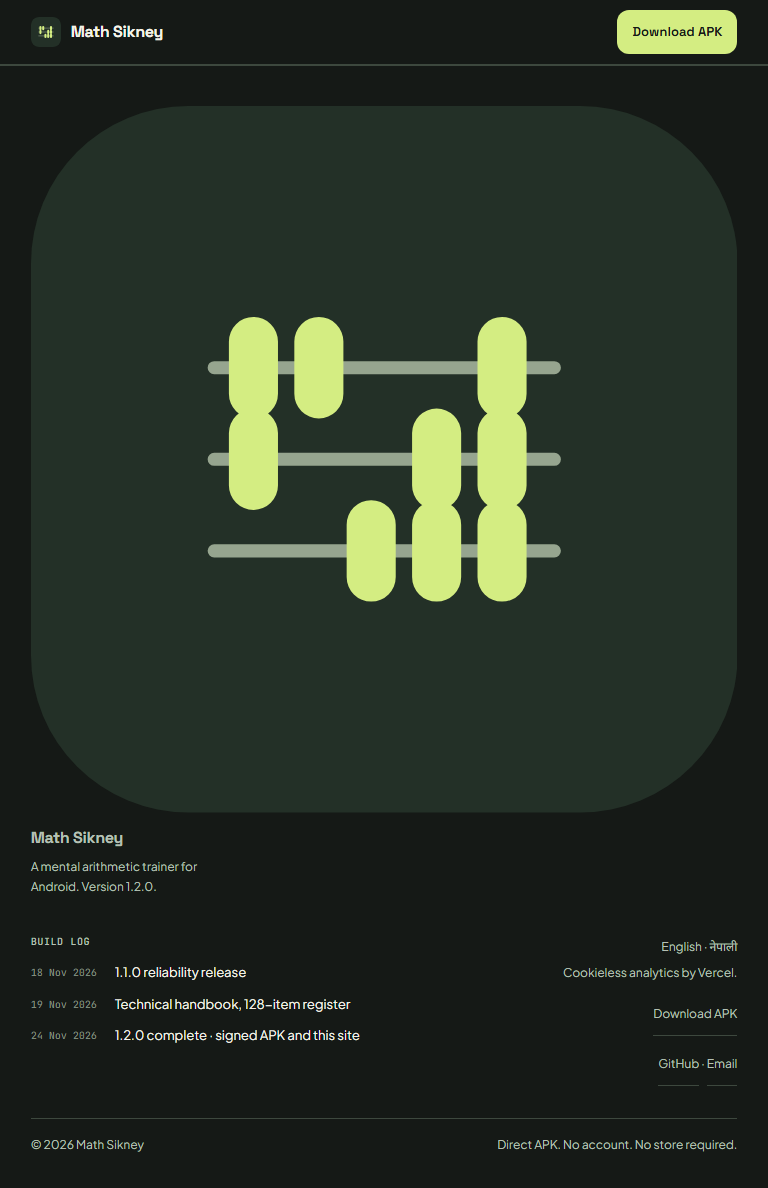 Math Sikney
Download APK
Math Sikney
A mental arithmetic trainer for
Android. Version 1.2.0.
BUILD LOG
18 Nov 2026 1.1.0 reliability release
19 Nov 2026 Technical handbook, 128–item register
24 Nov 2026 1.2.0 complete · signed APK and this site
English · नेपाली
Cookieless analytics by Vercel.
Download APK
GitHub · Email
© 2026 Math Sikney
Direct APK. No account. No store required.